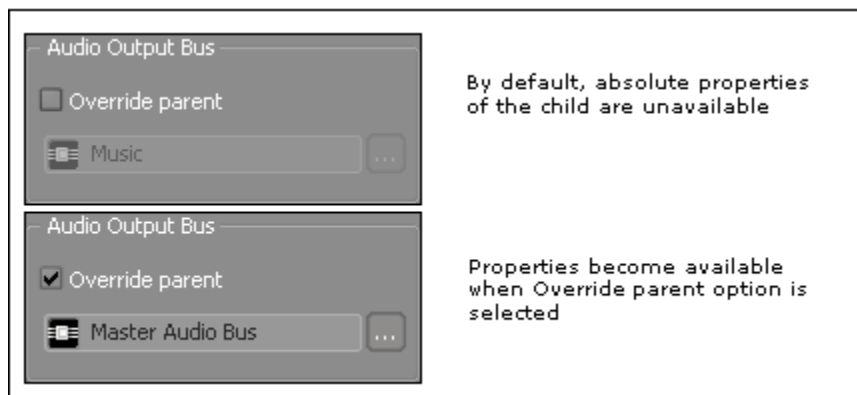 Audio Output Bus
Override parent
Music
...
By default, absolute properties
of the child are unavailable
Audio Output Bus
Override parent
Master Audio Bus
...
Properties become available
when Override parent option is
selected